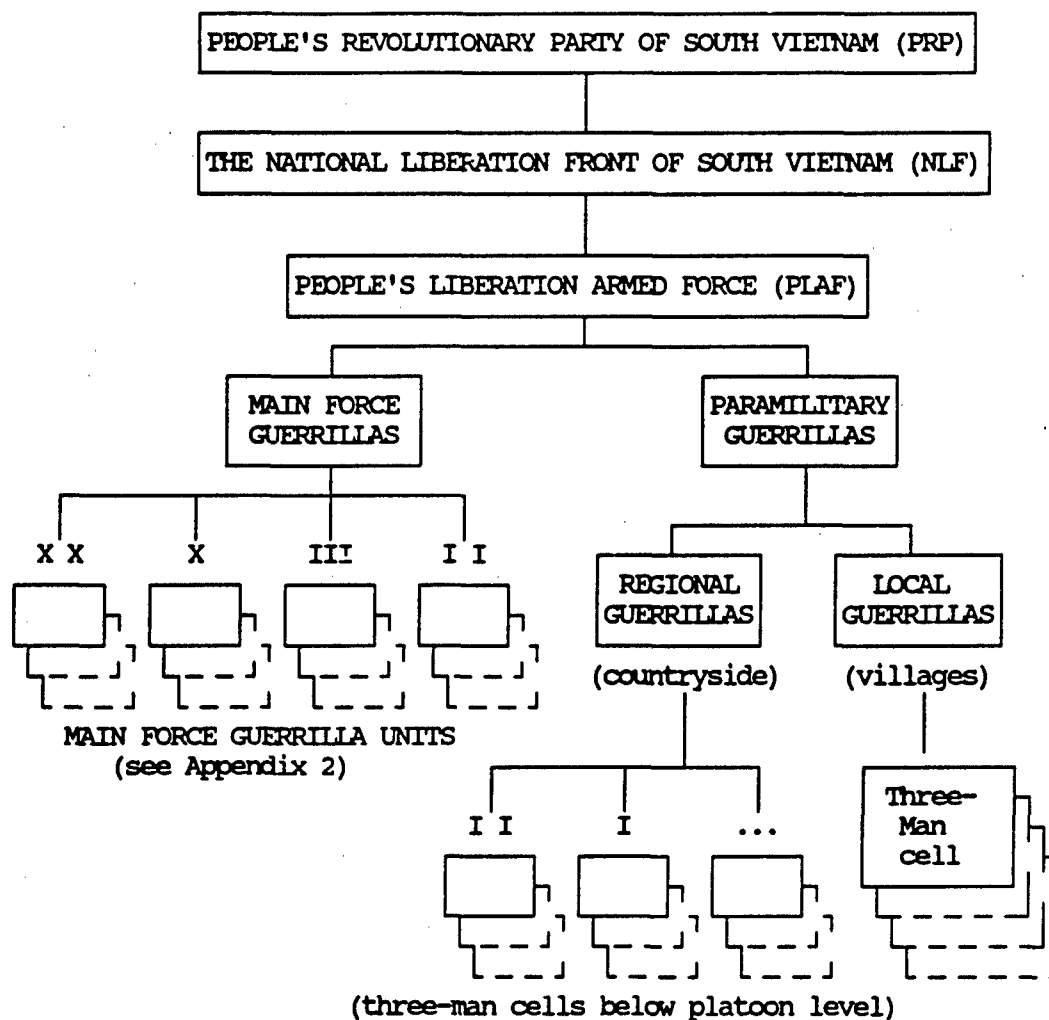 PEOPLE'S REVOLUTIONARY PARTY OF SOUTH VIETNAM (PRP)
THE NATIONAL LIBERATION FRONT OF SOUTH VIETNAM (NLF)
PEOPLE'S LIBERATION ARMED FORCE (PLAF)
MAIN FORCE
GUERRILLAS
PARAMILITARY
GUERRILLAS
X X
X
III
I I
REGIONAL
GUERRILLAS
LOCAL
GUERRILLAS
(countryside)
(villages)
MAIN FORCE GUERRILLA UNITS
(see Appendix 2)
I I
I
...
Three-
Man
cell
(three-man cells below platoon level)